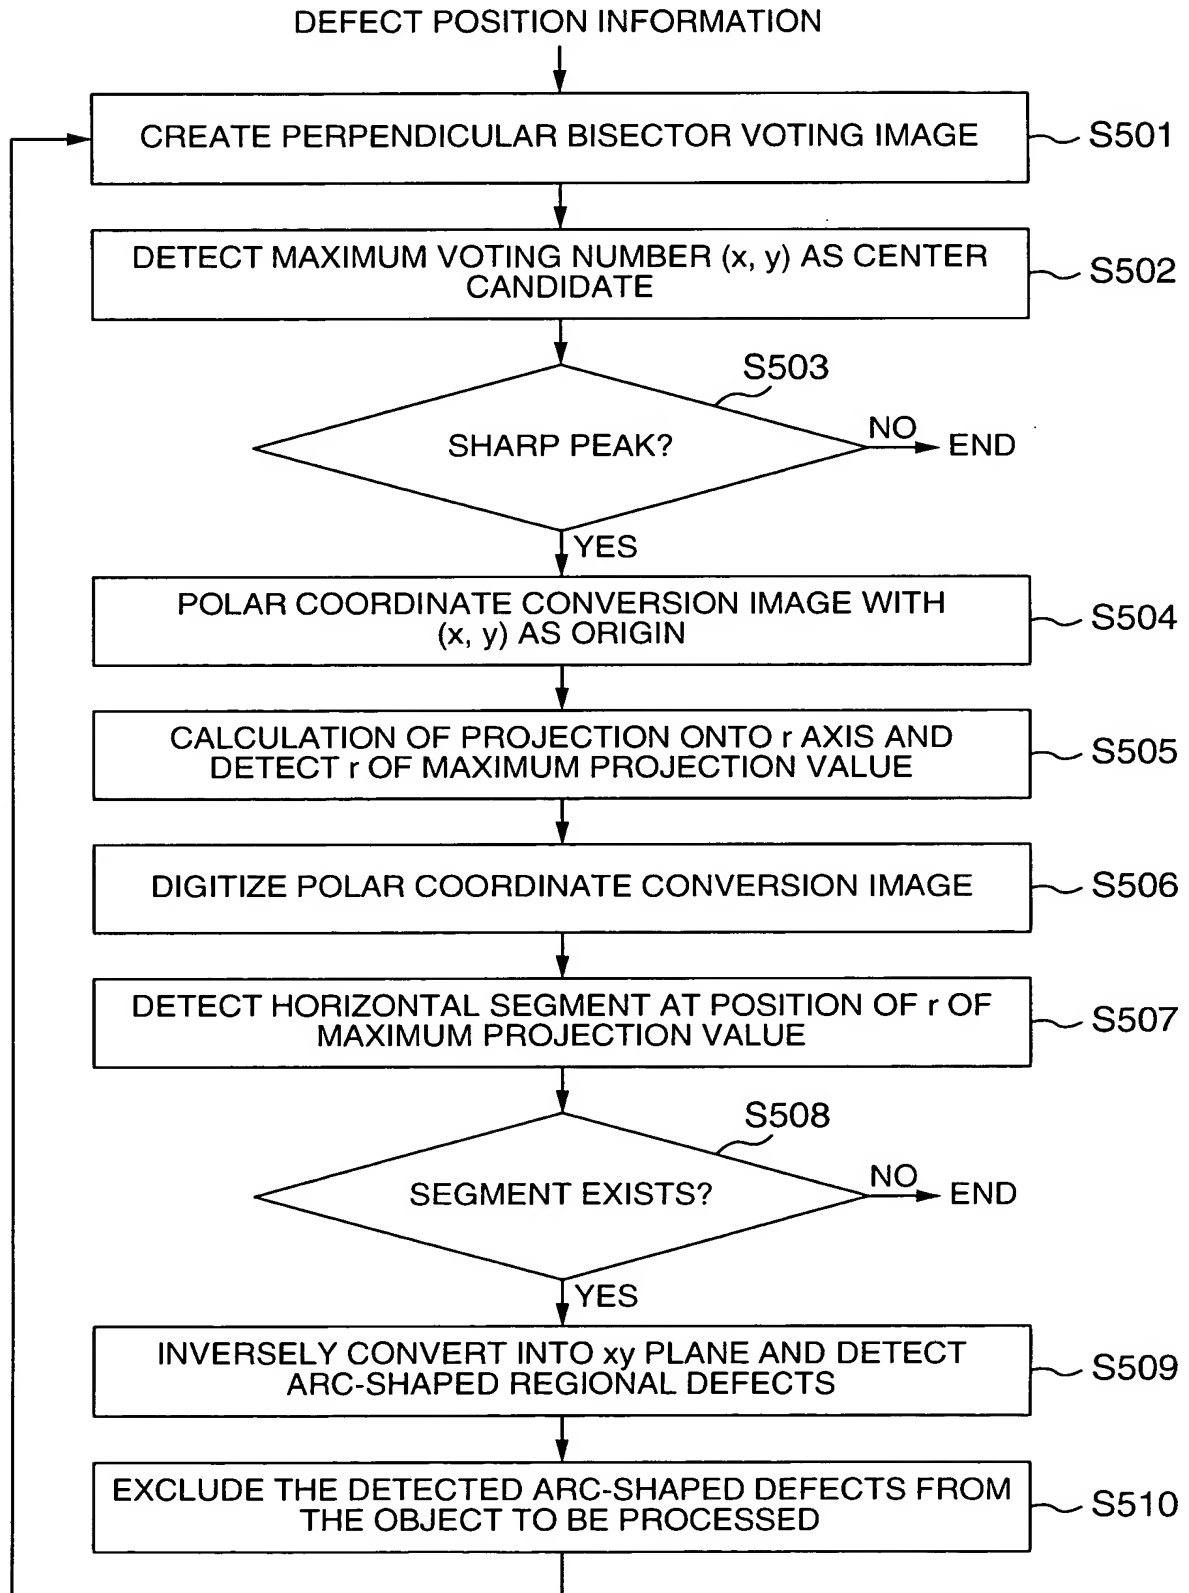 DEFECT POSITION INFORMATION
CREATE PERPENDICULAR BISECTOR VOTING IMAGE
S501
DETECT MAXIMUM VOTING NUMBER (x, y) AS CENTER
CANDIDATE
S502
S503
SHARP PEAK?
NO
END
YES
POLAR COORDINATE CONVERSION IMAGE WITH
(x, y) AS ORIGIN
S504
CALCULATION OF PROJECTION ONTO r AXIS AND
DETECT r OF MAXIMUM PROJECTION VALUE
S505
DIGITIZE POLAR COORDINATE CONVERSION IMAGE
S506
DETECT HORIZONTAL SEGMENT AT POSITION OF r OF
MAXIMUM PROJECTION VALUE
S507
S508
SEGMENT EXISTS?
NO
END
YES
INVERSELY CONVERT INTO xy PLANE AND DETECT
ARC-SHAPED REGIONAL DEFECTS
S509
EXCLUDE THE DETECTED ARC-SHAPED DEFECTS FROM
THE OBJECT TO BE PROCESSED
S510